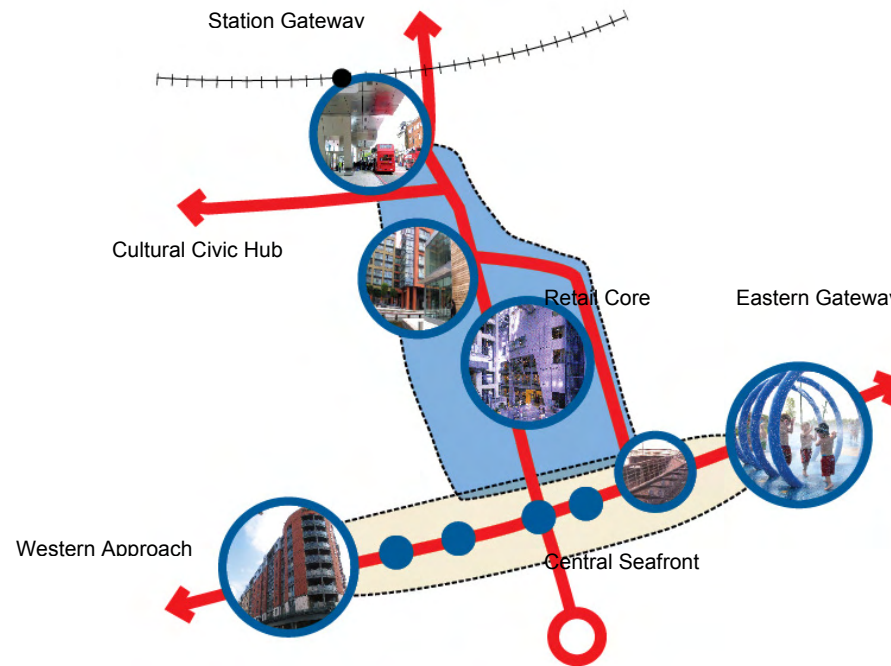 Station Gateway
Cultural Civic Hub
Retail Core
Eastern Gateway
Western Approach
Central Seafront